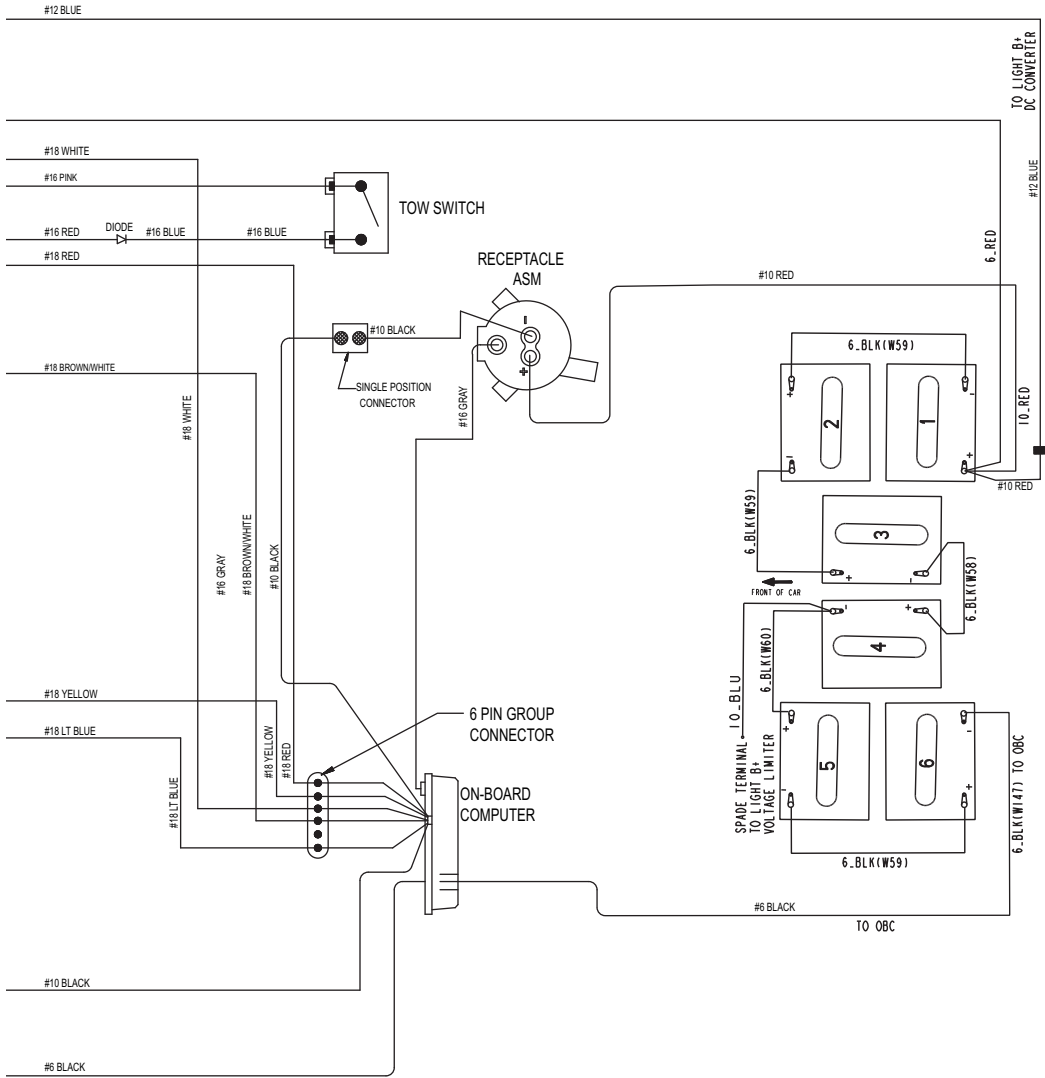 #12 BLUE
TO LIGHT B+
DC CONVERTER
#12 BLUE
#18 WHITE
#16 PINK
TOW SWITCH
#16 RED
DIODE
#16 BLUE
#16 BLUE
#18 RED
6_RED
RECEPTACLE
ASM
#10 RED
#10 BLACK
-
+
SINGLE POSITION
CONNECTOR
#16 GRAY
#18 BROWN/WHITE
#18 WHITE
6_BLK(W59)
10_RED
+
-
2
1
-
+
#10 RED
6_BLK(W59)
3
+
-
6_BLK(W58)
FRONT OF CAR
-
+
4
6_BLK(W60)
10_BLU
SPADE TERMINAL
TO LIGHT B+
VOLTAGE LIMITER
#16 GRAY
#18 BROWN/WHITE
#10 BLACK
#18 YELLOW
#18 LT BLUE
6 PIN GROUP
CONNECTOR
#18 YELLOW
#18 RED
#18 LT BLUE
ON-BOARD
COMPUTER
+
-
5
6
-
+
6_BLK(W147) TO OBC
6_BLK(W59)
#6 BLACK
TO OBC
#10 BLACK
#6 BLACK